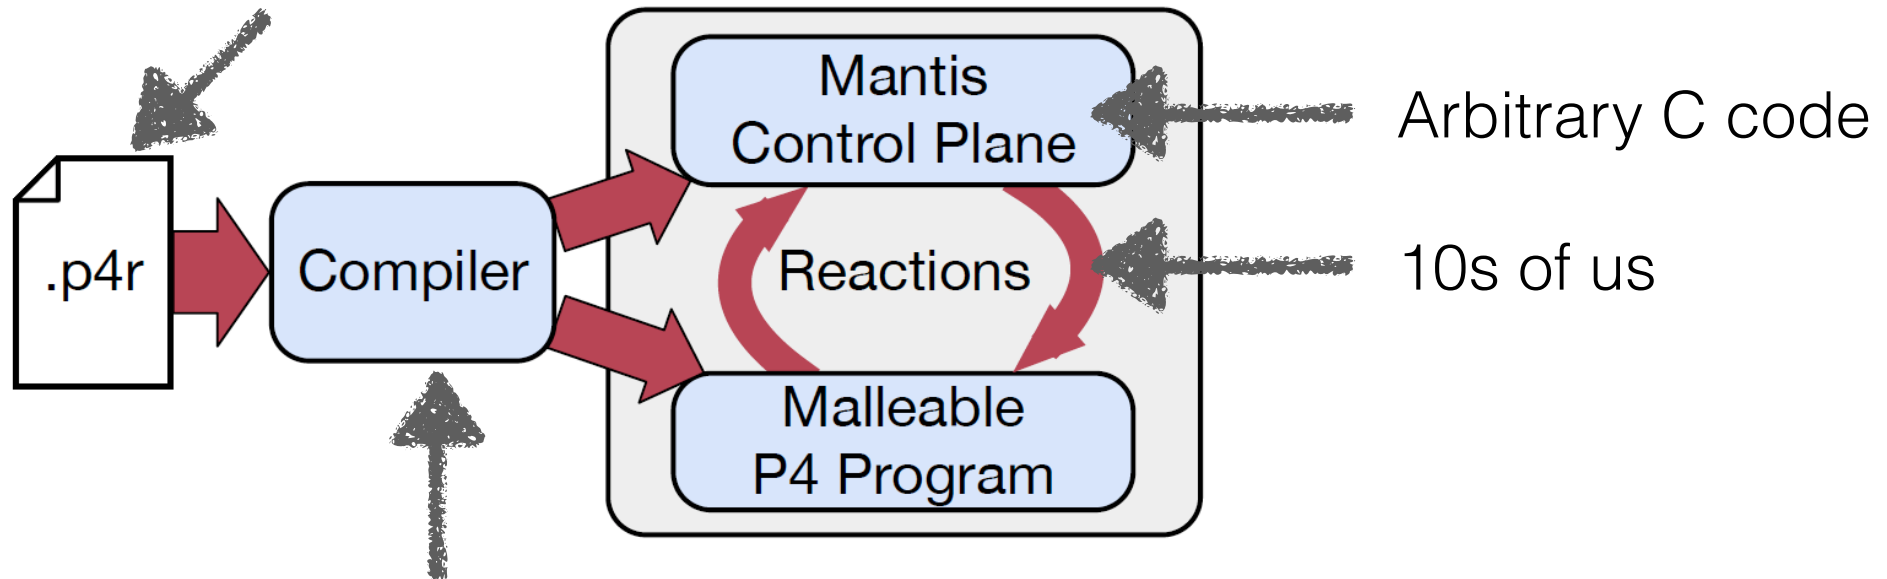 .p4r
Compiler
Mantis
Control Plane
Reactions
Malleable
P4 Program
Arbitrary C code
10s of us